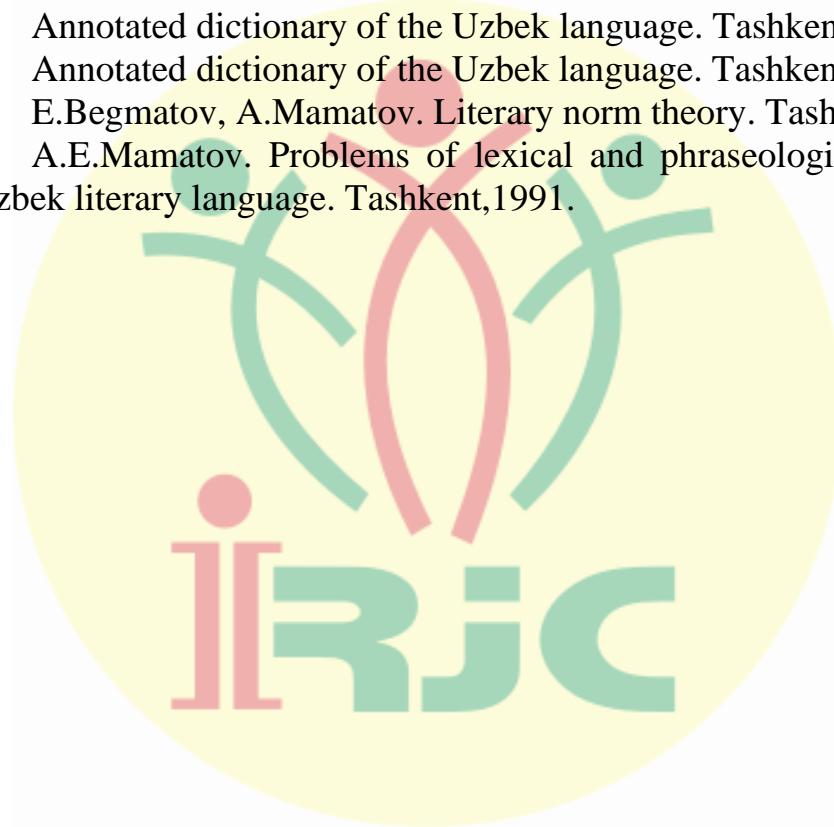 Annotated dictionary of the Uzbek language. Tashken
Annotated dictionary of the Uzbek language. Tashken
E.Begmatov, A.Mamatov. Literary norm theory. Tash
A.E.Mamatov. Problems of lexical and phraseologi
zbek literary language. Tashkent,1991.
IRJC